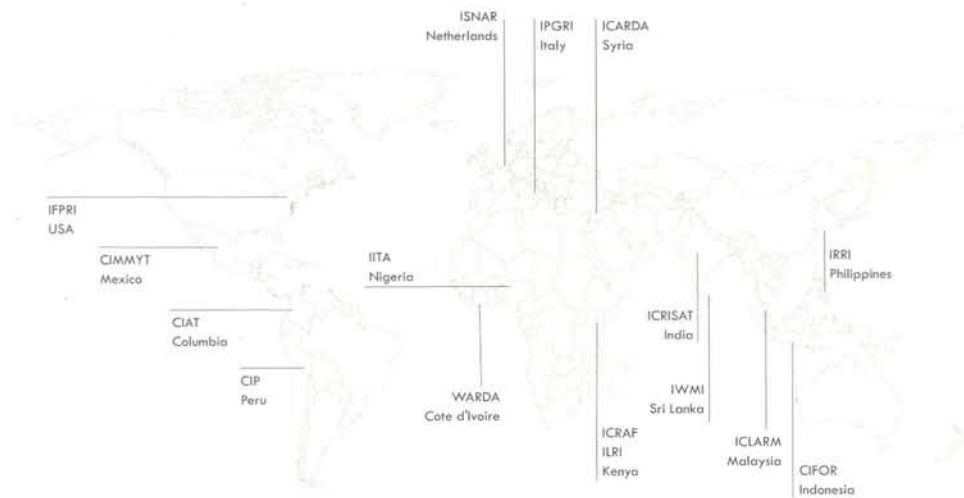 ISNAR
Netherlands
IPGRI
Italy
ICARDA
Syria
IFPRI
USA
CIMMYT
Mexico
IITA
Nigeria
IRRI
Philippines
CIAT
Columbia
ICRISAT
India
CIP
Peru
WARDA
Cote d'Ivoire
IWMI
Sri Lanka
ICRAF
ILRI
Kenya
ICLARM
Malaysia
CIFOR
Indonesia